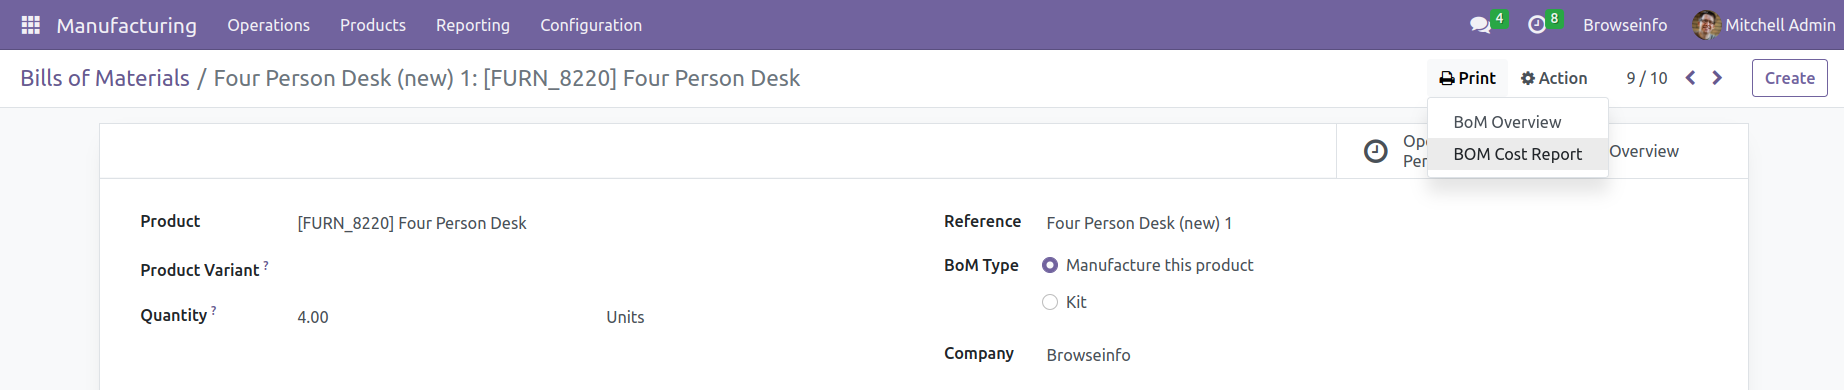 Manufacturing Operations Products Reporting Configuration 4 8 Browseinfo Mitchell Admin
Bills of Materials / Four Person Desk (new) 1: [FURN_8220] Four Person Desk Print Action 9 / 10 Create
BoM Overview
BOM Cost Report
Overview
Product [FURN_8220] Four Person Desk Reference Four Person Desk (new) 1
Product Variant ? BoM Type Manufacture this product
Kit
Quantity ? 4.00 Units
Company Browseinfo